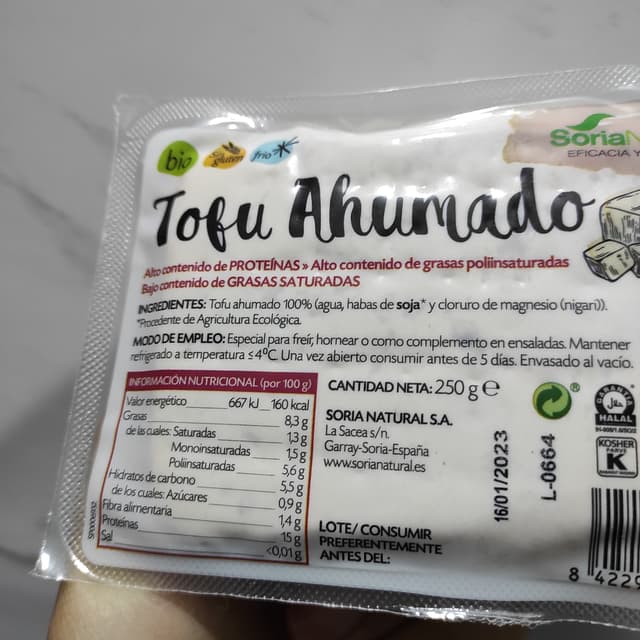 bio
Sin gluten
frío
Soria
EFICACIA Y
Tofu Ahumado
Alto contenido de PROTEÍNAS » Alto contenido de grasas poliinsaturadas
Bajo contenido de GRASAS SATURADAS
INGREDIENTES: Tofu ahumado 100% (agua, habas de soja* y cloruro de magnesio (nigari)).
*Procedente de Agricultura Ecológica.
MODO DE EMPLEO: Especial para freír, hornear o como complemento en ensaladas. Mantener
refrigerado a temperatura ≤4ºC. Una vez abierto consumir antes de 5 días. Envasado al vacío.
INFORMACIÓN NUTRICIONAL (por 100 g)
Valor energético 667 kJ 160 kcal
Grasas 8,3 g
de las cuales: Saturadas 1,3 g
Monoinsaturadas 1,5 g
Poliinsaturadas 5,6 g
Hidratos de carbono 5,5 g
de los cuales: Azúcares 0,9 g
Fibra alimentaria 1,4 g
Proteínas 15 g
Sal <0,01 g
CANTIDAD NETA: 250 g e
SORIA NATURAL S.A.
La Sacea s/n.
Garray-Soria-España
www.sorianatural.es
LOTE/ CONSUMIR
PREFERENTEMENTE
ANTES DEL:
16/01/2023
L-0664
®
HALAL
KOSHER
PARVE
K
8 4229